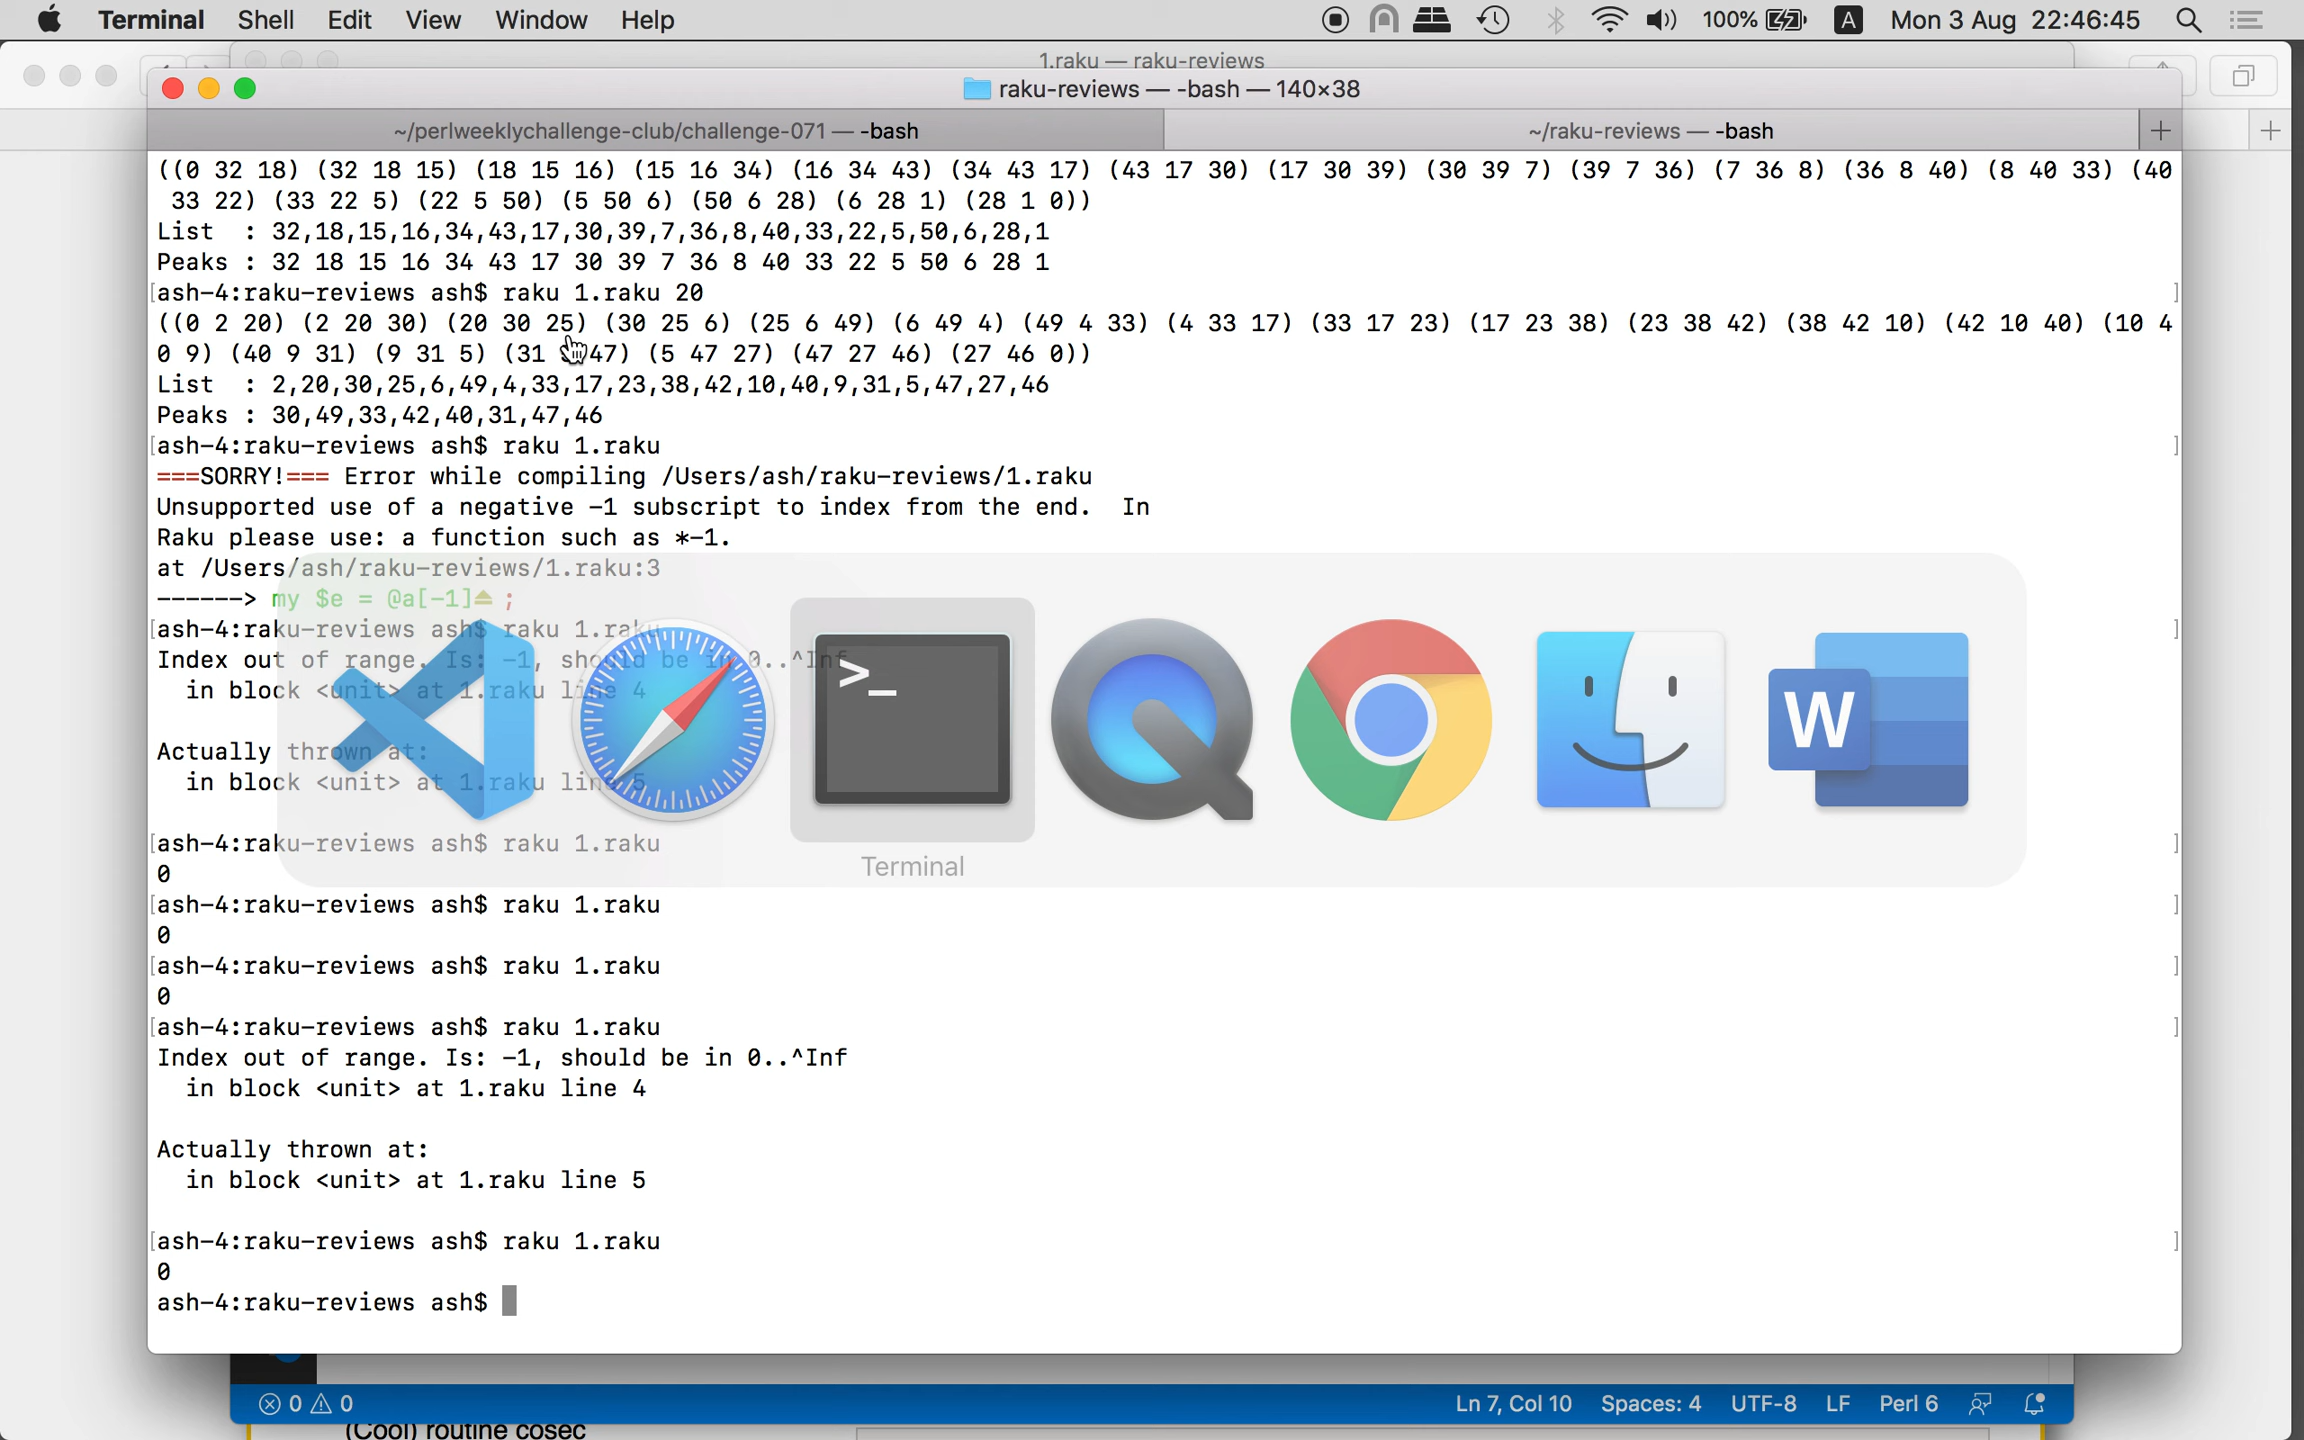 Terminal Shell Edit View Window Help 100% A Mon 3 Aug 22:46:45
1.raku — raku-reviews
raku-reviews — -bash — 140×38
~/perlweeklychallenge-club/challenge-071 — -bash ~/raku-reviews — -bash
((0 32 18) (32 18 15) (18 15 16) (15 16 34) (16 34 43) (34 43 17) (43 17 30) (17 30 39) (30 39 7) (39 7 36) (7 36 8) (36 8 40) (8 40 33) (40
33 22) (33 22 5) (22 5 50) (5 50 6) (50 6 28) (6 28 1) (28 1 0))
List : 32,18,15,16,34,43,17,30,39,7,36,8,40,33,22,5,50,6,28,1
Peaks : 32 18 15 16 34 43 17 30 39 7 36 8 40 33 22 5 50 6 28 1
[ash-4:raku-reviews ash$ raku 1.raku 20 ]
((0 2 20) (2 20 30) (20 30 25) (30 25 6) (25 6 49) (6 49 4) (49 4 33) (4 33 17) (33 17 23) (17 23 38) (23 38 42) (38 42 10) (42 10 40) (10 4
0 9) (40 9 31) (9 31 5) (31 47) (5 47 27) (47 27 46) (27 46 0))
List : 2,20,30,25,6,49,4,33,17,23,38,42,10,40,9,31,5,47,27,46
Peaks : 30,49,33,42,40,31,47,46
[ash-4:raku-reviews ash$ raku 1.raku ]
===SORRY!=== Error while compiling /Users/ash/raku-reviews/1.raku
Unsupported use of a negative -1 subscript to index from the end. In
Raku please use: a function such as *-1.
at /Users/ash/raku-reviews/1.raku:3
------> my $e = @a[-1]⏏ ;
[ash-4:raku-reviews ash$ raku 1.raku ]
Index out of range. Is: -1, should be in 0..^Inf
in block <unit> at 1.raku line 4
Actually thrown at:
in block <unit> at 1.raku line 5
[ash-4:raku-reviews ash$ raku 1.raku ]
0
Terminal
[ash-4:raku-reviews ash$ raku 1.raku ]
0
[ash-4:raku-reviews ash$ raku 1.raku ]
0
[ash-4:raku-reviews ash$ raku 1.raku ]
Index out of range. Is: -1, should be in 0..^Inf
in block <unit> at 1.raku line 4
Actually thrown at:
in block <unit> at 1.raku line 5
[ash-4:raku-reviews ash$ raku 1.raku ]
0
ash-4:raku-reviews ash$
0 0 Ln 7, Col 10 Spaces: 4 UTF-8 LF Perl 6
(Cool) routine cosec